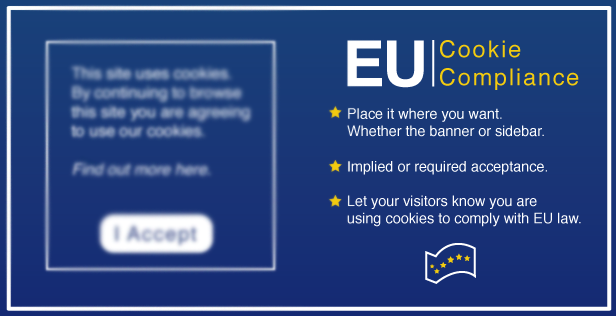 This site uses cookies.
By continuing to browse
this site you are agreeing
to use our cookies.
Find out more here.
I Accept
EU
Cookie
Compliance
Place it where you want.
Whether the banner or sidebar.
Implied or required acceptance.
Let your visitors know you are
using cookies to comply with EU law.